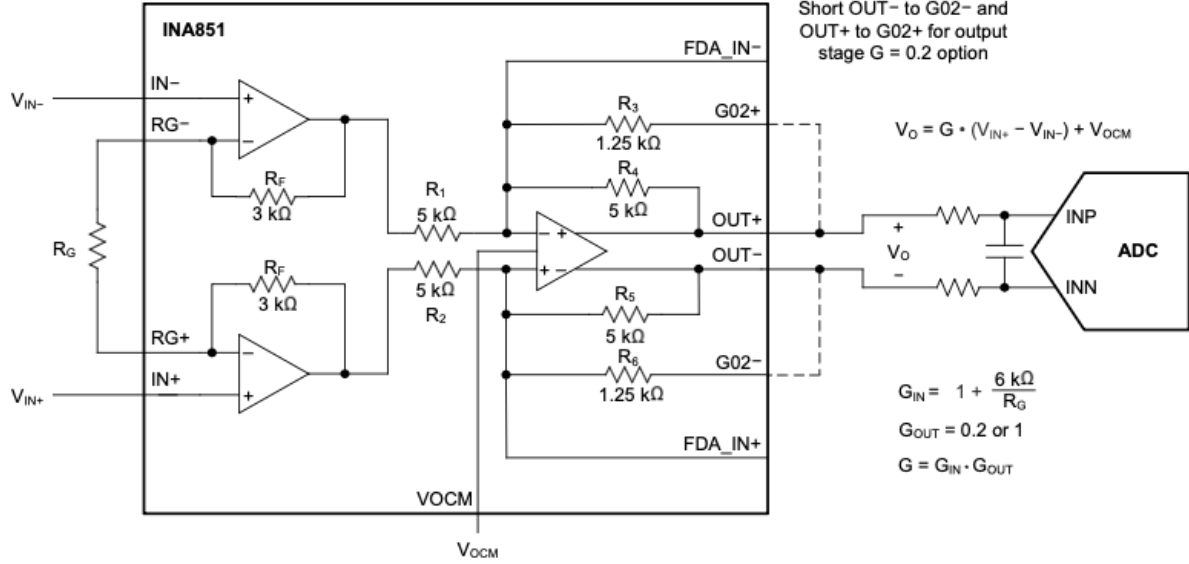 INA851
Short OUT− to G02− and
OUT+ to G02+ for output
stage G = 0.2 option
FDA_IN−
IN−
V_IN−
RG−
R_F
3 kΩ
R_3
1.25 kΩ
G02+
V_O = G • (V_IN+ − V_IN−) + V_OCM
R_4
5 kΩ
R_1
5 kΩ
OUT+
INP
R_G
+
V_O
−
ADC
OUT−
R_F
3 kΩ
5 kΩ
R_2
R_5
5 kΩ
INN
RG+
R_6
1.25 kΩ
G02−
IN+
V_IN+
G_IN = 1 + 6 kΩ / R_G
G_OUT = 0.2 or 1
FDA_IN+
G = G_IN • G_OUT
VOCM
V_OCM